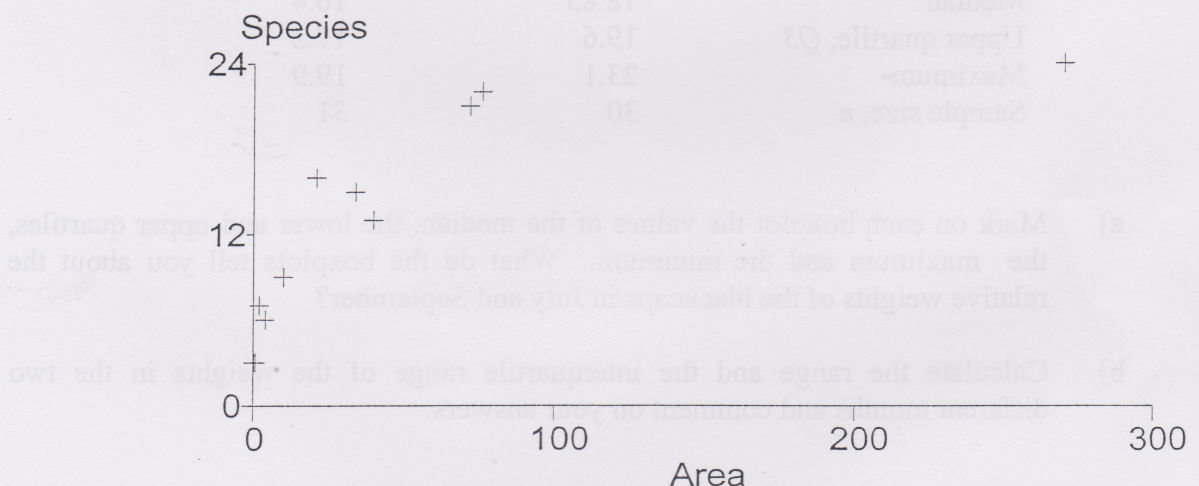 Species
24
12
0
0 100 200 300
Area
Median 18.85 16.4
Upper quartile, Q3 19.6
Maximum 23.1 19.9
Sample size, n 30 31
a) Mark on each boxplot the values of the median, the lower and upper quartiles,
the maximum and the minimum. What do the boxplots tell you about the
relative weights of the blackcaps in July and September?
b) Calculate the range and the interquartile range of the weights in the two
different months and comment on your answers.